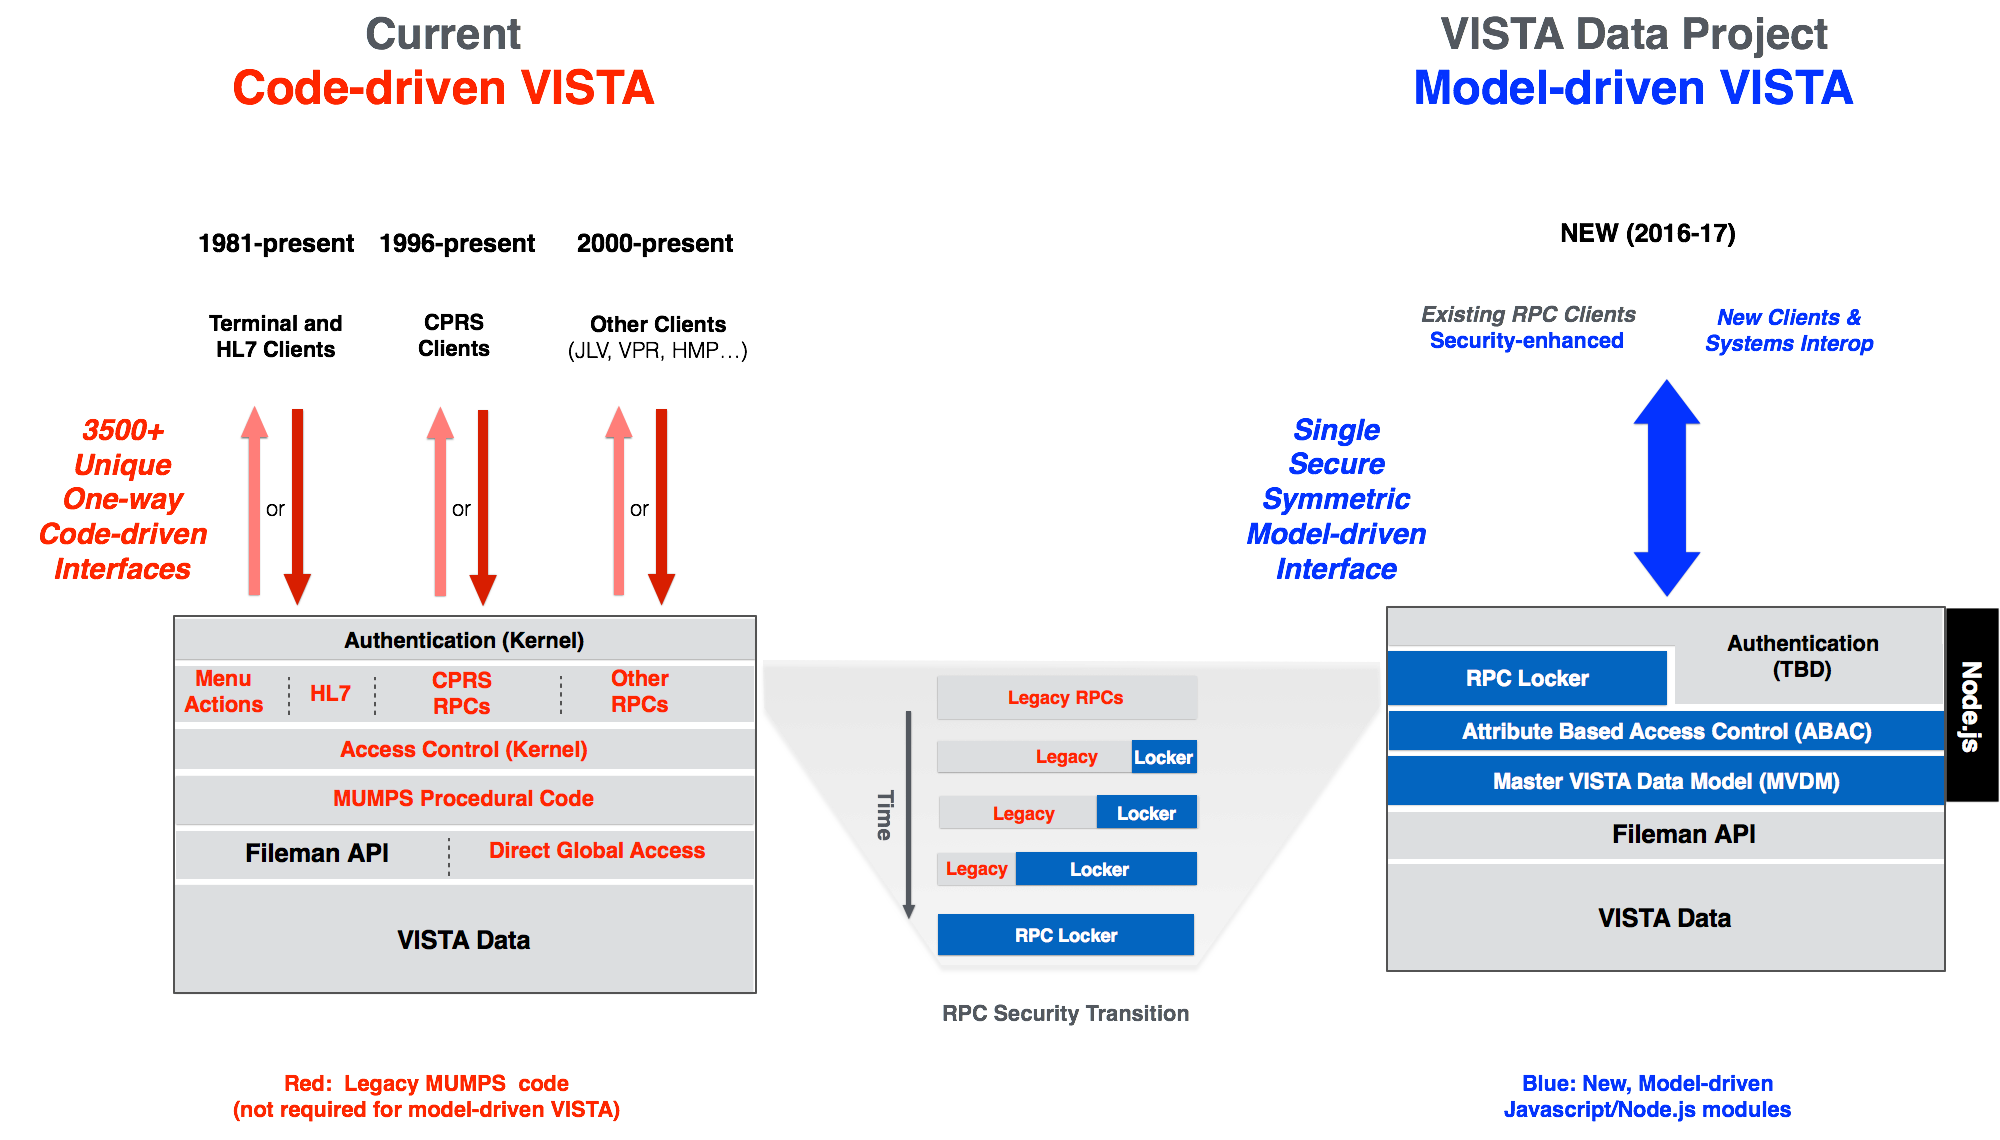 Current
Code-driven VISTA
VISTA Data Project
Model-driven VISTA
1981-present
1996-present
2000-present
NEW (2016-17)
Terminal and
HL7 Clients
CPRS
Clients
Other Clients
(JLV, VPR, HMP…)
Existing RPC Clients
Security-enhanced
New Clients &
Systems Interop
3500+
Unique
One-way
Code-driven
Interfaces
or
or
or
Single
Secure
Symmetric
Model-driven
Interface
Authentication (Kernel)
Menu
Actions
HL7
CPRS
RPCs
Other
RPCs
Access Control (Kernel)
MUMPS Procedural Code
Fileman API
Direct Global Access
VISTA Data
Time
Legacy RPCs
Legacy
Locker
Legacy
Locker
Legacy
Locker
RPC Locker
RPC Security Transition
Authentication
(TBD)
RPC Locker
Attribute Based Access Control (ABAC)
Master VISTA Data Model (MVDM)
Fileman API
VISTA Data
Node.js
Red:  Legacy MUMPS  code
(not required for model-driven VISTA)
Blue: New, Model-driven
Javascript/Node.js modules